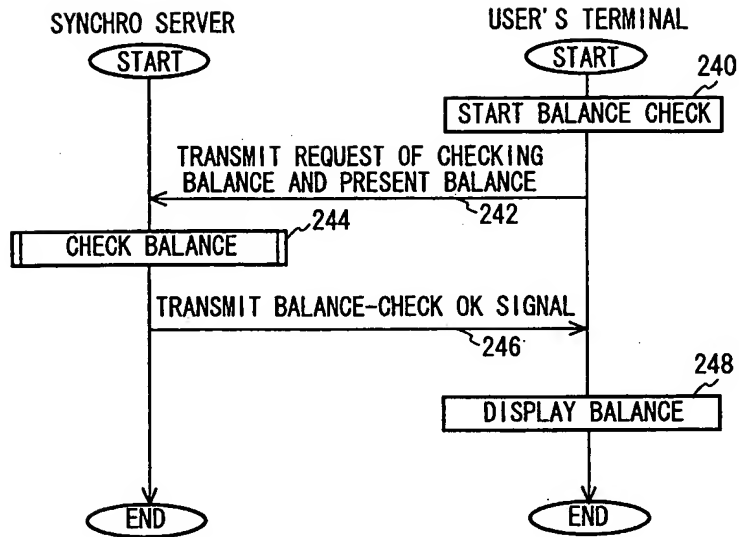 SYNCHRO SERVER
USER'S TERMINAL
START
START
240
START BALANCE CHECK
TRANSMIT REQUEST OF CHECKING
BALANCE AND PRESENT BALANCE
242
244
CHECK BALANCE
TRANSMIT BALANCE-CHECK OK SIGNAL
246
248
DISPLAY BALANCE
END
END